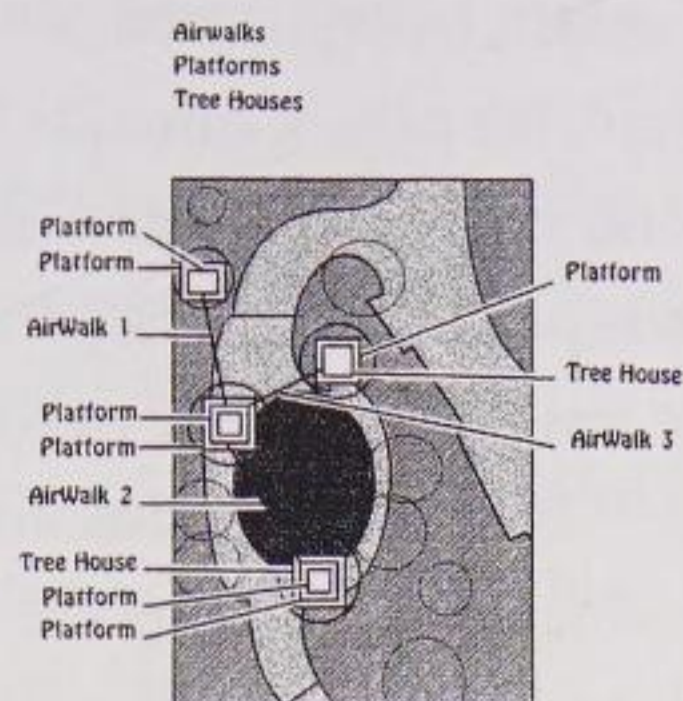 Airwalks
Platforms
Tree Houses
Platform
Platform
Platform
AirWalk 1
Tree House
Platform
AirWalk 3
Platform
AirWalk 2
Tree House
Platform
Platform